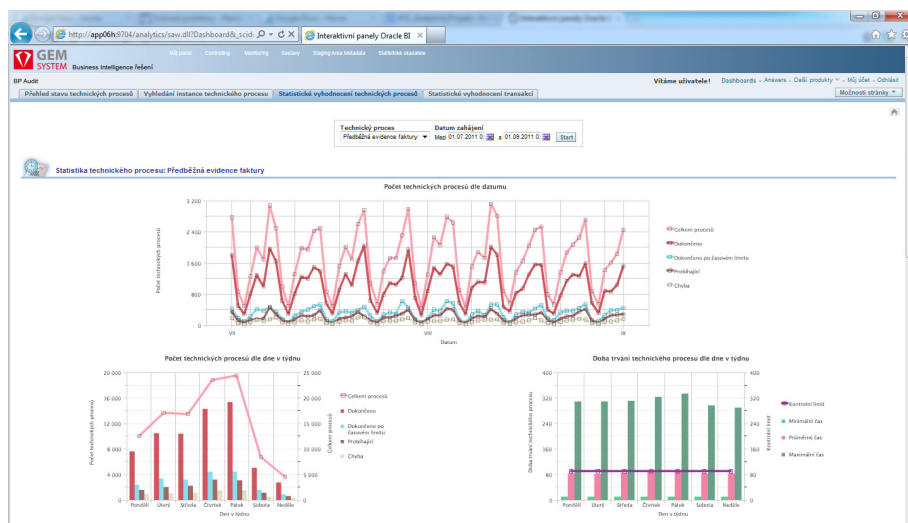 http://app06h:9704/analytics/saw.dll?Dashboard&_scid:
Interaktivní panely Oracle BI
GEM
SYSTEM Business Intelligence řešení
Můj panel Controlling Monitoring Sestavy Staging Area Metadata Statistické ukazatele
BP Audit
Vítáme uživatele! Dashboards - Answers - Další produkty - Můj účet - Odhlásit
Přehled stavu technických procesů Vyhledání instance technického procesu Statistické vyhodnocení technických procesů Statistické vyhodnocení transakcí
Možnosti stránky
Technický proces Datum zahájení
Předběžná evidence faktury Mezi 01.07.2011 0: a 01.09.2011 0: Start
Statistika technického procesu: Předběžná evidence faktury
Počet technických procesů dle datumu
Počet technických procesů
3 200
2 400
1 600
800
0
VII VIII IX
Datum
Celkem procesů
Dokončeno
Dokončeno po časovém limitu
Probíhající
Chyba
Počet technických procesů dle dne v týdnu
Počet technických procesů
20 000
16 000
12 000
8 000
4 000
0
25 000
20 000
15 000
10 000
5 000
0
Celkem procesů
Pondělí Úterý Středa Čtvrtek Pátek Sobota Neděle
Den v týdnu
Celkem procesů
Dokončeno
Dokončeno po
časovém limitu
Probíhající
Chyba
Doba trvání technického procesu dle dne v týdnu
Doba trvání technického procesu
400
320
240
160
80
0
400
320
240
160
80
0
Kontrolní limit
Pondělí Úterý Středa Čtvrtek Pátek Sobota Neděle
Den v týdnu
Kontrolní limit
Minimální čas
Průměrný čas
Maximální čas